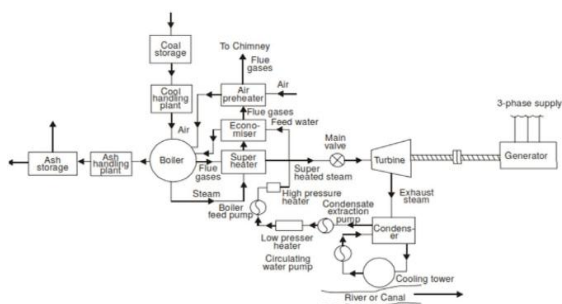 Coal
storage
To Chimney
Flue
gases
Cool
handling
plant
Air
preheater
Air
3-phase supply
Flue gases
Feed water
Air
Econo-
miser
Main
valve
Ash
storage
Ash
handling
plant
Boiler
Flue
gases
Super
heater
Super
heated steam
Turbine
Generator
Steam
Boiler
feed pump
High pressure
heater
Exhaust
steam
Condensate
extraction
pump
Low presser
heater
Condens-
er
Circulating
water pump
Cooling tower
River or Canal